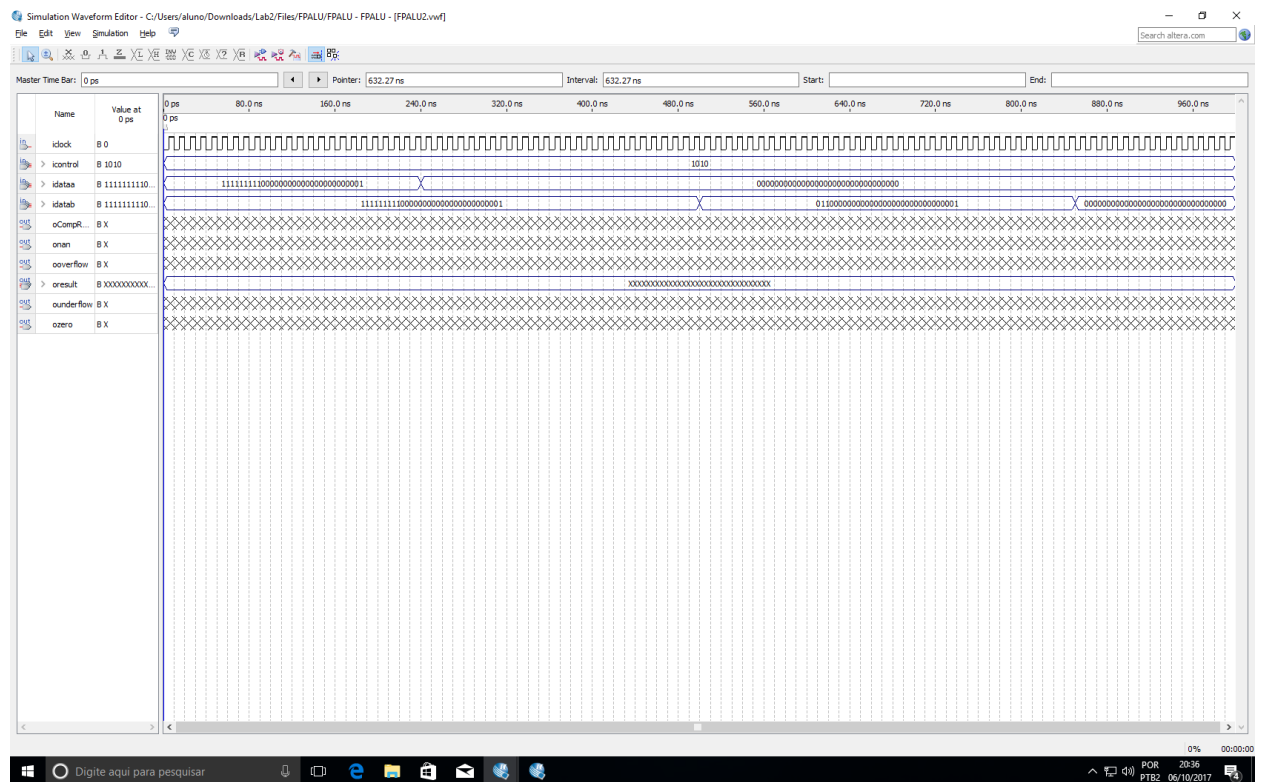 Simulation Waveform Editor - C:/Users/aluno/Downloads/Lab2/Files/FPALU/FPALU - FPALU - [FPALU2.vwf]
File Edit View Simulation Help
Search altera.com
Master Time Bar: 0 ps Pointer: 632.27 ns Interval: 632.27 ns Start: End:
Name Value at 0 ps
0 ps 80.0 ns 160.0 ns 240.0 ns 320.0 ns 400.0 ns 480.0 ns 560.0 ns 640.0 ns 720.0 ns 800.0 ns 880.0 ns 960.0 ns
0 ps
idock B 0
icontrol B 1010 1010
idataa B 1111111110... 11111111100000000000000000000001 00000000000000000000000000000000
idatab B 1111111110... 11111111100000000000000000000001 01100000000000000000000000000001 00000000000000000000000000000000
oCompR... B X
onan B X
ooverflow B X
oresult B XXXXXXXXXX... XXXXXXXXXXXXXXXXXXXXXXXXXXXXXXXX
ounderflow B X
ozero B X
0% 00:00:00
Digite aqui para pesquisar
POR 20:36
PTB2 06/10/2017